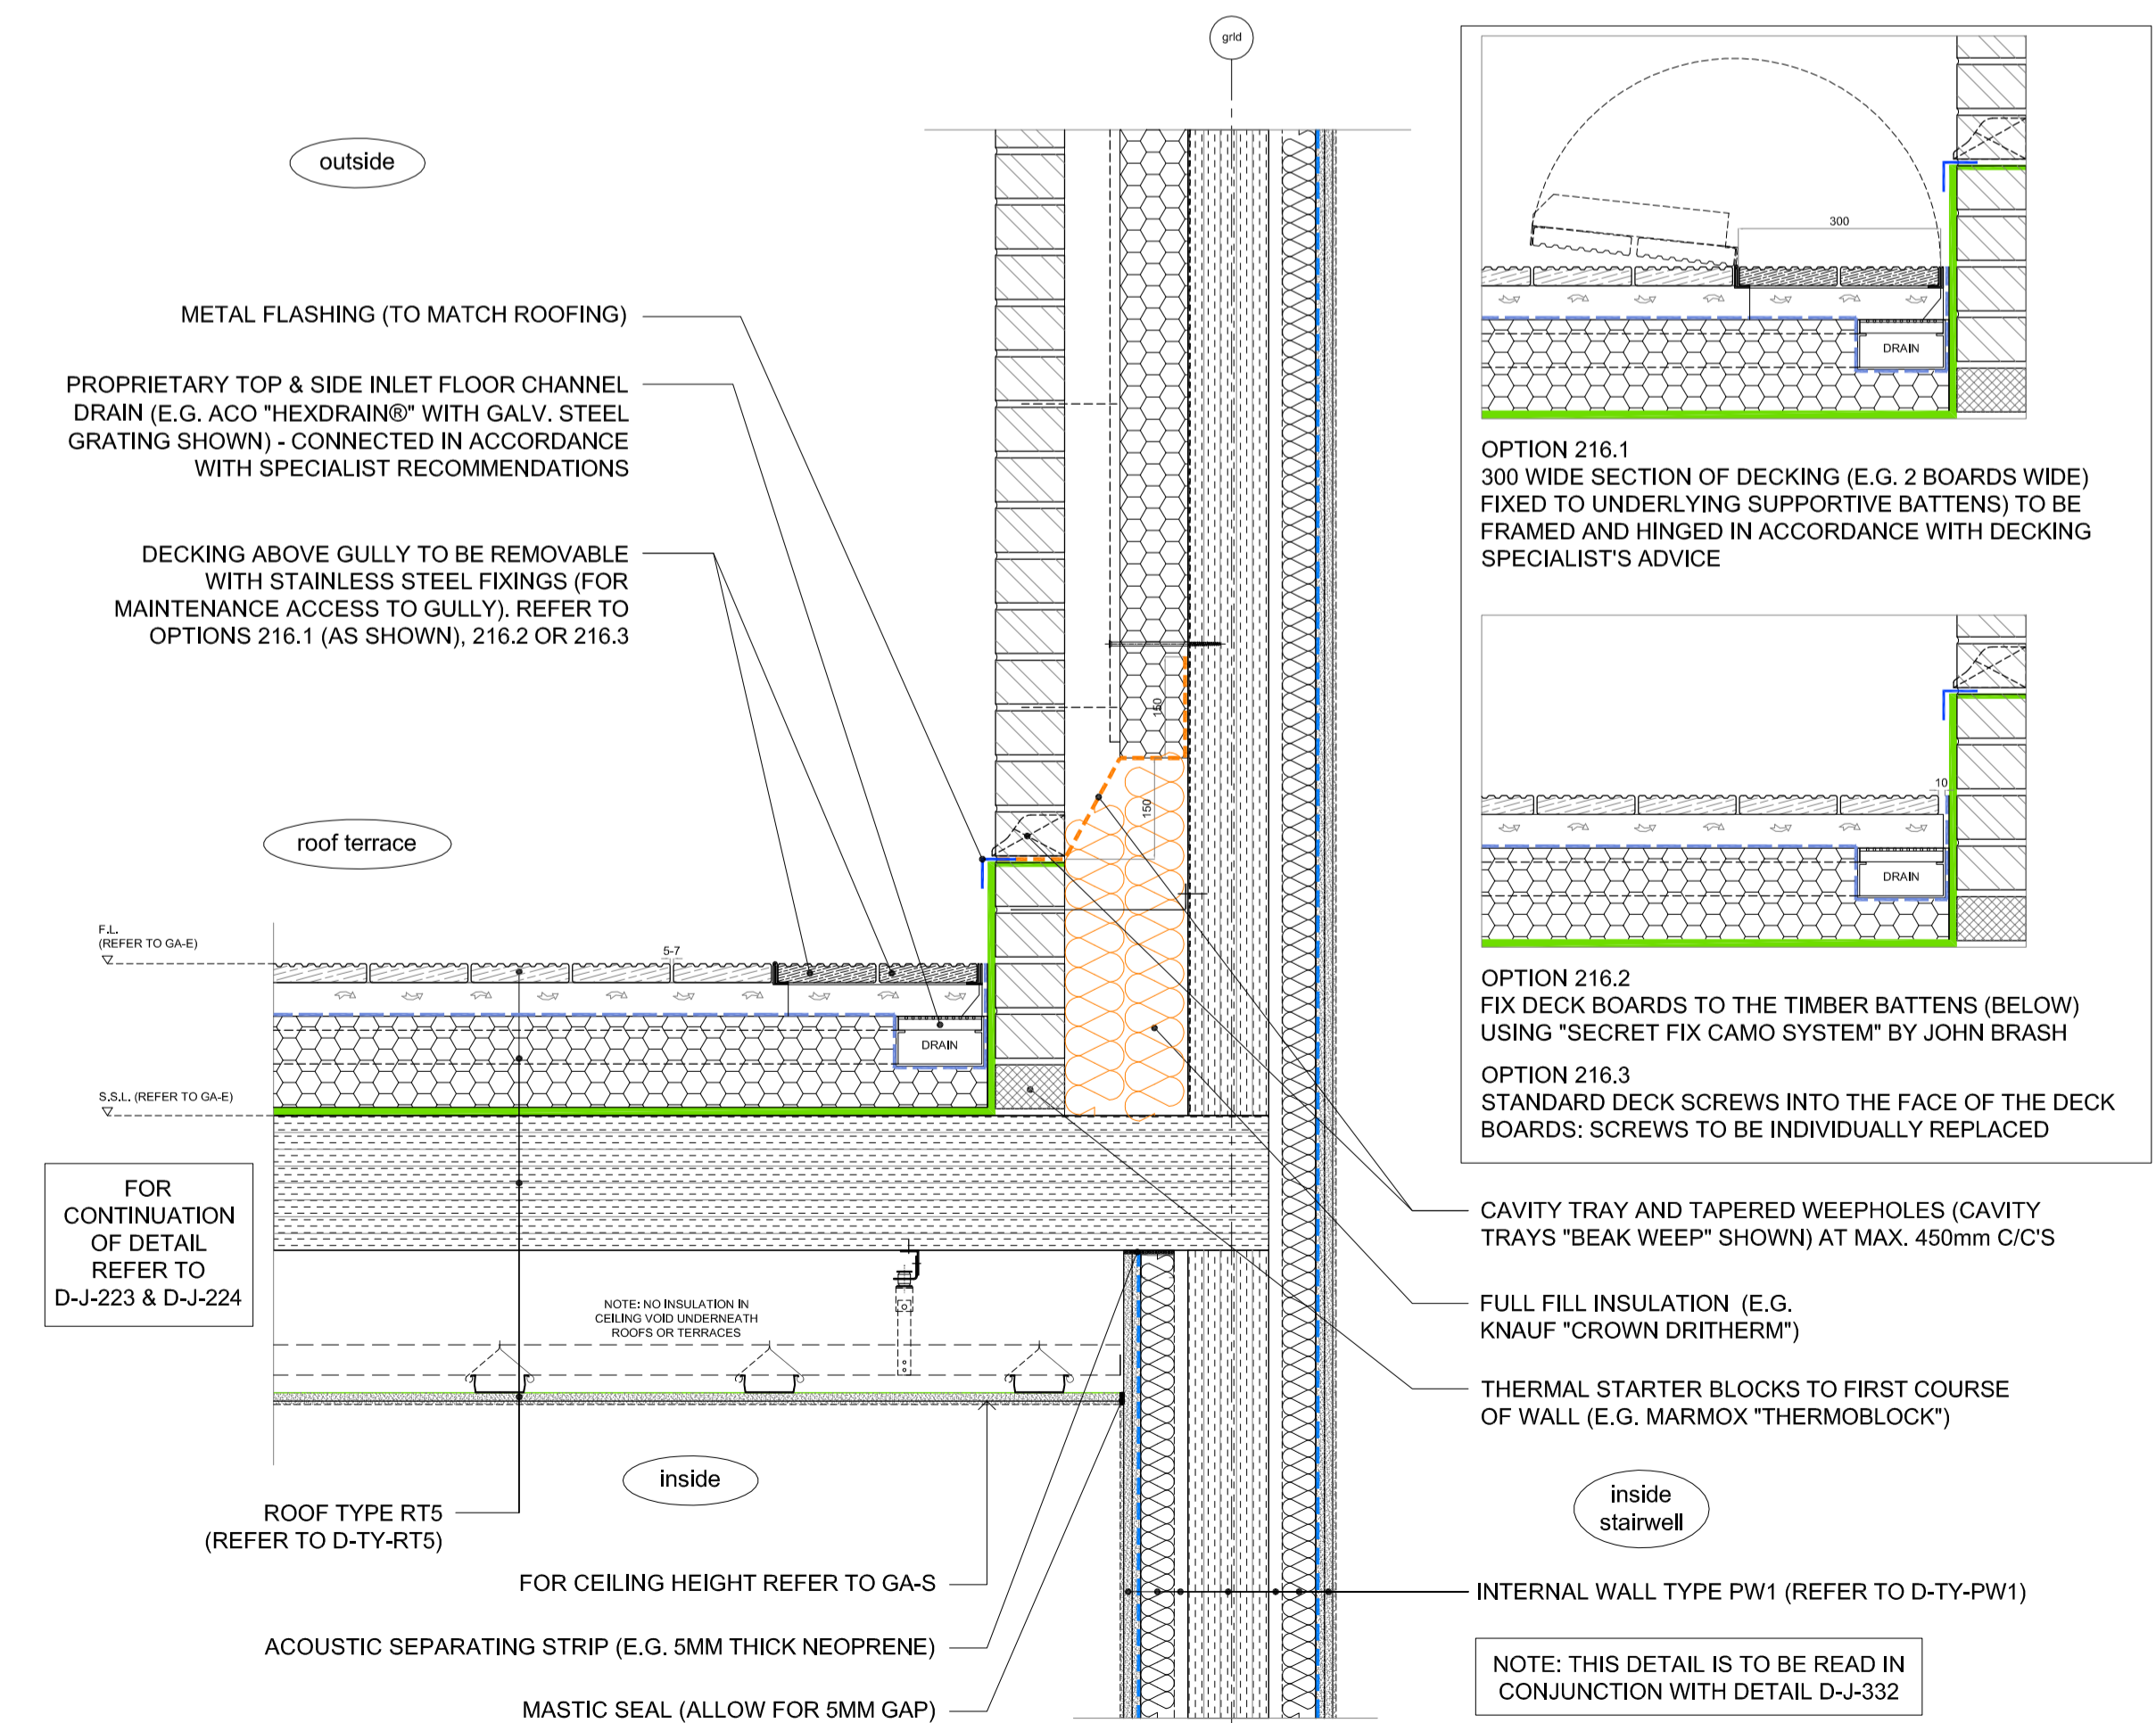 grid
outside
METAL FLASHING (TO MATCH ROOFING)
PROPRIETARY TOP & SIDE INLET FLOOR CHANNEL
DRAIN (E.G. ACO "HEXDRAIN®" WITH GALV. STEEL
GRATING SHOWN) - CONNECTED IN ACCORDANCE
WITH SPECIALIST RECOMMENDATIONS
DECKING ABOVE GULLY TO BE REMOVABLE
WITH STAINLESS STEEL FIXINGS (FOR
MAINTENANCE ACCESS TO GULLY). REFER TO
OPTIONS 216.1 (AS SHOWN), 216.2 OR 216.3
150
150
roof terrace
F.L.
(REFER TO GA-E)
5-7
DRAIN
S.S.L. (REFER TO GA-E)
FOR
CONTINUATION
OF DETAIL
REFER TO
D-J-223 & D-J-224
NOTE: NO INSULATION IN
CEILING VOID UNDERNEATH
ROOFS OR TERRACES
inside
ROOF TYPE RT5
(REFER TO D-TY-RT5)
FOR CEILING HEIGHT REFER TO GA-S
ACOUSTIC SEPARATING STRIP (E.G. 5MM THICK NEOPRENE)
MASTIC SEAL (ALLOW FOR 5MM GAP)
300
DRAIN
OPTION 216.1
300 WIDE SECTION OF DECKING (E.G. 2 BOARDS WIDE)
FIXED TO UNDERLYING SUPPORTIVE BATTENS) TO BE
FRAMED AND HINGED IN ACCORDANCE WITH DECKING
SPECIALIST'S ADVICE
10
DRAIN
OPTION 216.2
FIX DECK BOARDS TO THE TIMBER BATTENS (BELOW)
USING "SECRET FIX CAMO SYSTEM" BY JOHN BRASH
OPTION 216.3
STANDARD DECK SCREWS INTO THE FACE OF THE DECK
BOARDS: SCREWS TO BE INDIVIDUALLY REPLACED
CAVITY TRAY AND TAPERED WEEPHOLES (CAVITY
TRAYS "BEAK WEEP" SHOWN) AT MAX. 450mm C/C'S
FULL FILL INSULATION (E.G.
KNAUF "CROWN DRITHERM")
THERMAL STARTER BLOCKS TO FIRST COURSE
OF WALL (E.G. MARMOX "THERMOBLOCK")
inside
stairwell
INTERNAL WALL TYPE PW1 (REFER TO D-TY-PW1)
NOTE: THIS DETAIL IS TO BE READ IN
CONJUNCTION WITH DETAIL D-J-332